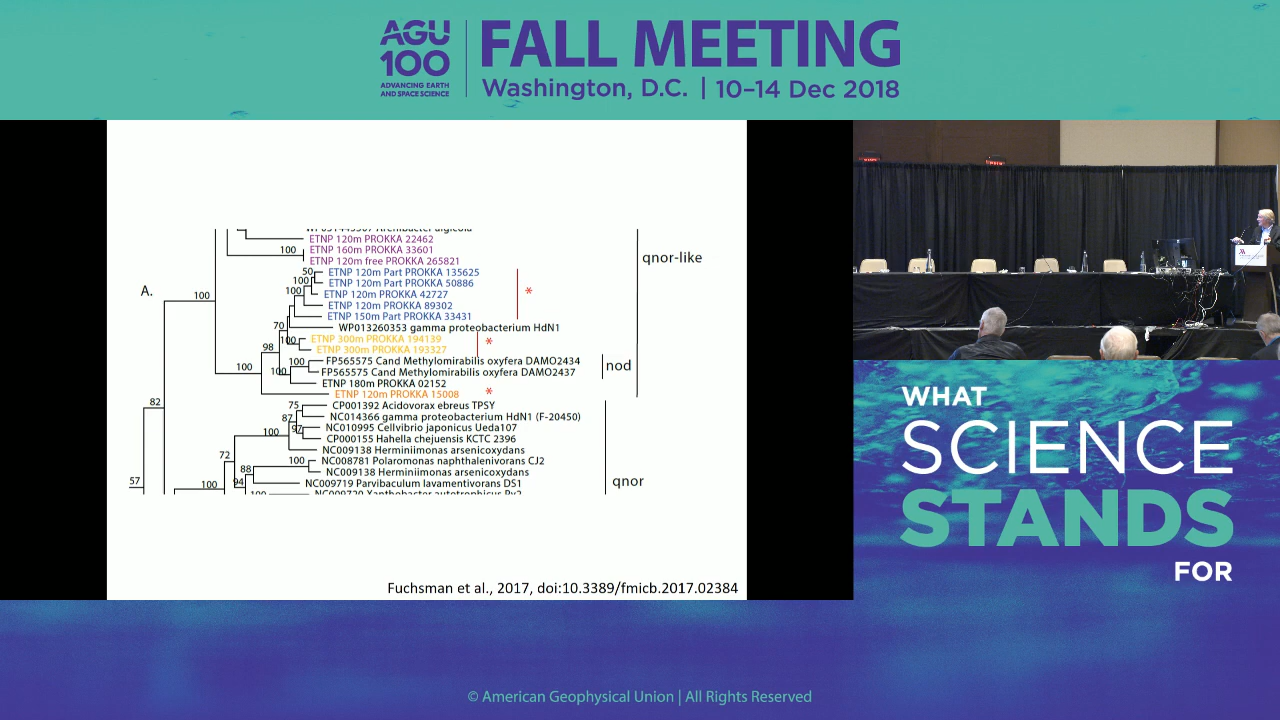 AGU
100
ADVANCING EARTH
AND SPACE SCIENCE
FALL MEETING
Washington, D.C. | 10–14 Dec 2018
A.
ETNP 120m PROKKA 22462
100
ETNP 160m PROKKA 33601
ETNP 120m free PROKKA 265821
qnor-like
50
ETNP 120m Part PROKKA 135625
100
ETNP 120m Part PROKKA 50886
100
ETNP 120m PROKKA 42727
*
ETNP 120m PROKKA 89302
100
ETNP 150m Part PROKKA 33431
70
WP013260353 gamma proteobacterium HdN1
100
ETNP 300m PROKKA 194139
*
98
ETNP 300m PROKKA 193327
100
FP565575 Cand Methylomirabilis oxyfera DAMO2434
nod
100
100
FP565575 Cand Methylomirabilis oxyfera DAMO2437
ETNP 180m PROKKA 02152
ETNP 120m PROKKA 15008
*
82
75
CP001392 Acidovorax ebreus TPSY
87
NC014366 gamma proteobacterium HdN1 (F-20450)
97
NC010995 Cellvibrio japonicus Ueda107
100
CP000155 Hahella chejuensis KCTC 2396
NC009138 Herminiimonas arsenicoxydans
72
100
NC008781 Polaromonas naphthalenivorans CJ2
88
NC009138 Herminiimonas arsenicoxydans
57
100
94
NC009719 Parvibaculum lavamentivorans DS1
qnor
Fuchsman et al., 2017, doi:10.3389/fmicb.2017.02384
WHAT
SCIENCE
STANDS
FOR
© American Geophysical Union | All Rights Reserved